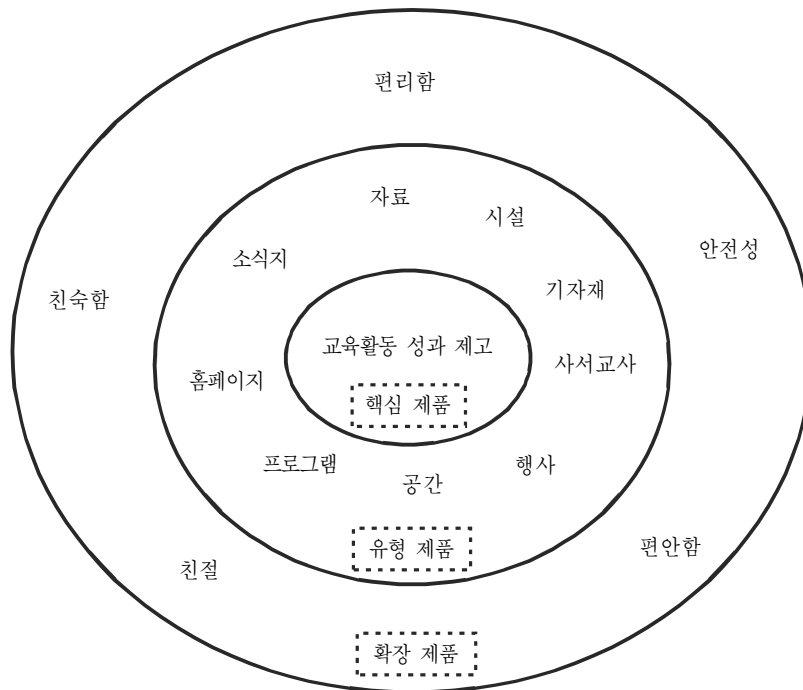 편리함
자료
시설
소식지
안전성
친숙함
기자재
교육활동 성과 제고
사서교사
홈페이지
핵심 제품
프로그램
공간
행사
유형 제품
편안함
친절
확장 제품